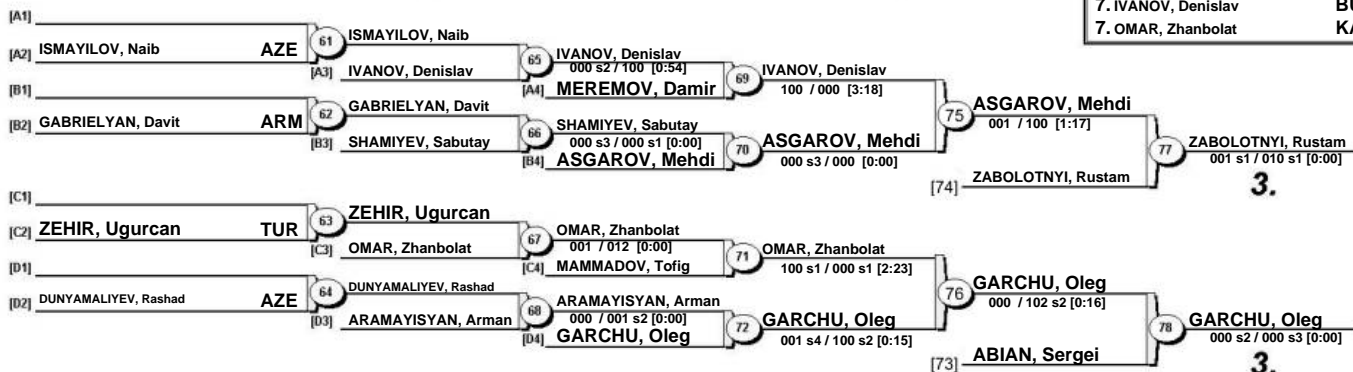 7. IVANOV, Denislav
7. OMAR, Zhanbolat
[A1]
[A2] ISMAYILOV, Naib AZE
61 ISMAYILOV, Naib
[A3] IVANOV, Denislav
65 IVANOV, Denislav
000 s2 / 100 [0:54]
[A4] MEREMOV, Damir
69 IVANOV, Denislav
100 / 000 [3:18]
[B1]
[B2] GABRIELYAN, Davit ARM
62 GABRIELYAN, Davit
[B3] SHAMIYEV, Sabutay
66 SHAMIYEV, Sabutay
000 s3 / 000 s1 [0:00]
[B4] ASGAROV, Mehdi
70 ASGAROV, Mehdi
000 s3 / 000 [0:00]
75 ASGAROV, Mehdi
001 / 100 [1:17]
[74] ZABOLOTNYI, Rustam
77 ZABOLOTNYI, Rustam
001 s1 / 010 s1 [0:00]
3.
[C1]
[C2] ZEHIR, Ugurcan TUR
63 ZEHIR, Ugurcan
[C3] OMAR, Zhanbolat
67 OMAR, Zhanbolat
001 / 012 [0:00]
[C4] MAMMADOV, Tofig
71 OMAR, Zhanbolat
100 s1 / 000 s1 [2:23]
[D1]
[D2] DUNYAMALIYEV, Rashad AZE
64 DUNYAMALIYEV, Rashad
[D3] ARAMAYISYAN, Arman
68 ARAMAYISYAN, Arman
000 / 001 s2 [0:00]
[D4] GARCHU, Oleg
72 GARCHU, Oleg
001 s4 / 100 s2 [0:15]
76 GARCHU, Oleg
000 / 102 s2 [0:16]
[73] ABIAN, Sergei
78 GARCHU, Oleg
000 s2 / 000 s3 [0:00]
3.